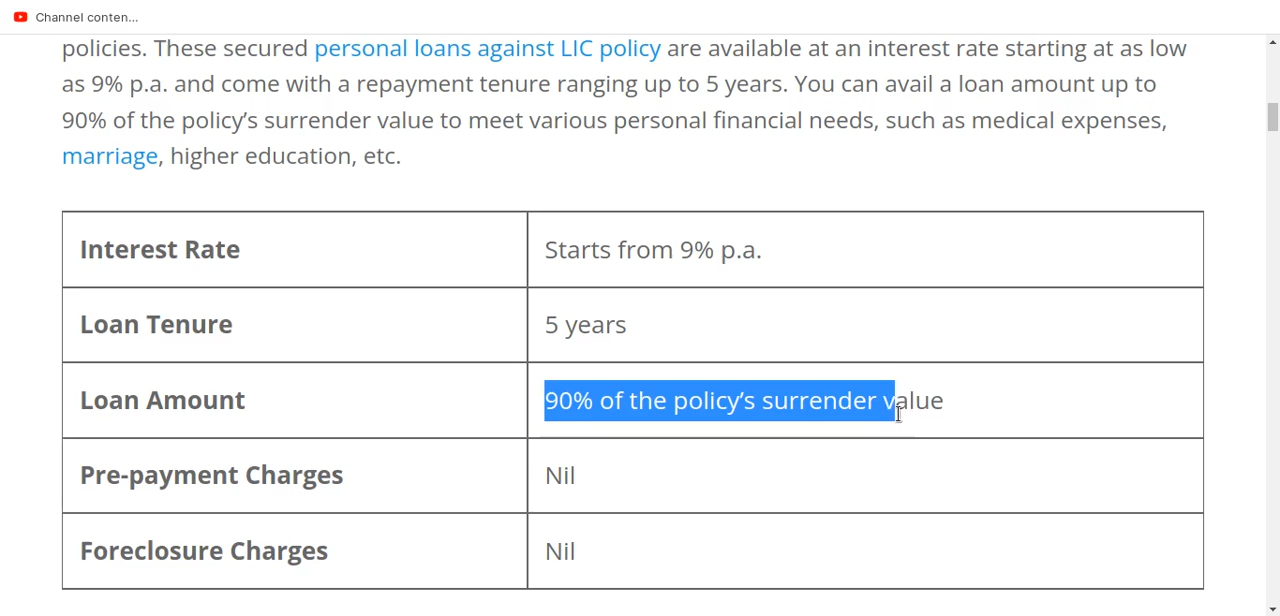 Channel conten...
policies. These secured personal loans against LIC policy are available at an interest rate starting at as low
as 9% p.a. and come with a repayment tenure ranging up to 5 years. You can avail a loan amount up to
90% of the policy’s surrender value to meet various personal financial needs, such as medical expenses,
marriage, higher education, etc.
Interest Rate Starts from 9% p.a.
Loan Tenure 5 years
Loan Amount 90% of the policy’s surrender value
Pre-payment Charges Nil
Foreclosure Charges Nil